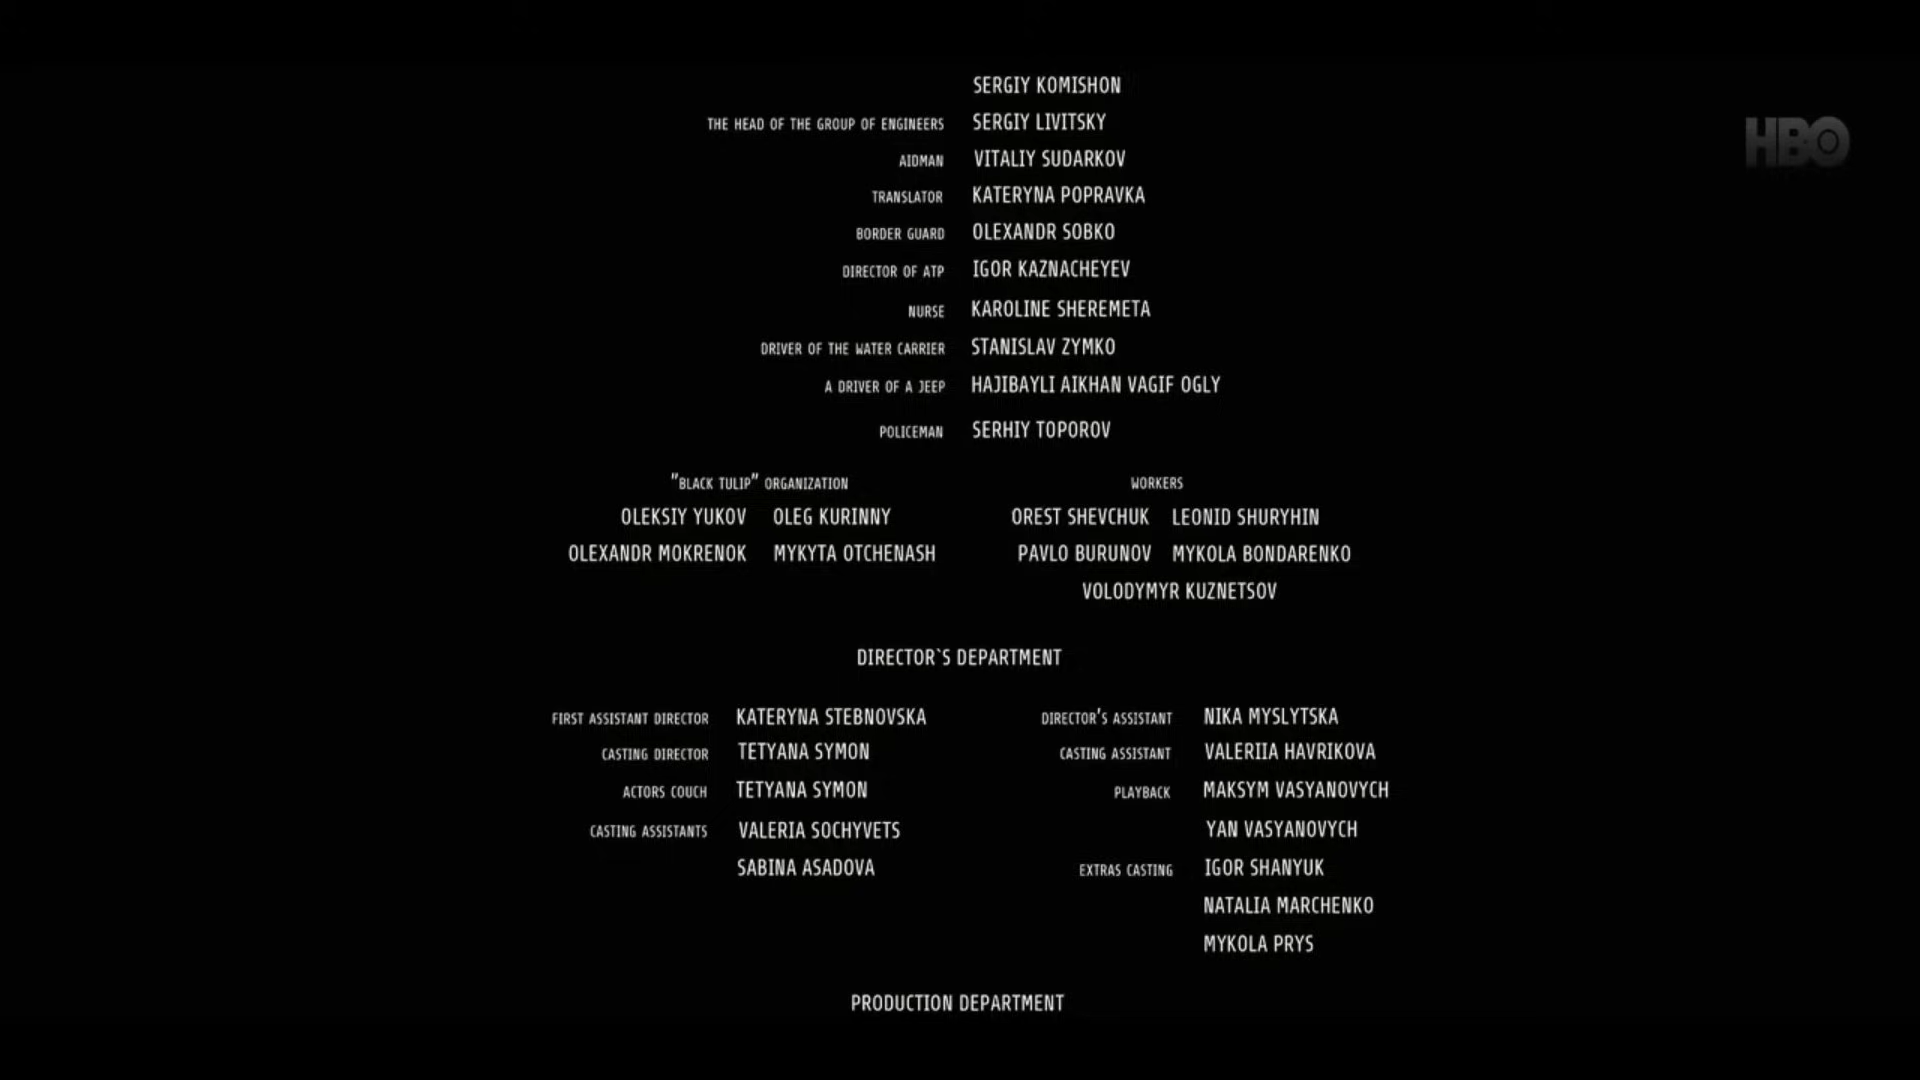 SERGIY KOMISHON
HBO
THE HEAD OF THE GROUP OF ENGINEERS SERGIY LIVITSKY
AIDMAN VITALIY SUDARKOV
TRANSLATOR KATERYNA POPRAVKA
BORDER GUARD OLEXANDR SOBKO
DIRECTOR OF ATP IGOR KAZNACHEYEV
NURSE KAROLINE SHEREMETA
DRIVER OF THE WATER CARRIER STANISLAV ZYMKO
A DRIVER OF A JEEP HAJIBAYLI AIKHAN VAGIF OGLY
POLICEMAN SERHIY TOPOROV
"BLACK TULIP" ORGANIZATION
OLEKSIY YUKOV OLEG KURINNY
OLEXANDR MOKRENOK MYKYTA OTCHENASH
WORKERS
OREST SHEVCHUK LEONID SHURYHIN
PAVLO BURUNOV MYKOLA BONDARENKO
VOLODYMYR KUZNETSOV
DIRECTOR`S DEPARTMENT
FIRST ASSISTANT DIRECTOR KATERYNA STEBNOVSKA
CASTING DIRECTOR TETYANA SYMON
ACTORS COUCH TETYANA SYMON
CASTING ASSISTANTS VALERIA SOCHYVETS
SABINA ASADOVA
DIRECTOR'S ASSISTANT NIKA MYSLYTSKA
CASTING ASSISTANT VALERIIA HAVRIKOVA
PLAYBACK MAKSYM VASYANOVYCH
YAN VASYANOVYCH
EXTRAS CASTING IGOR SHANYUK
NATALIA MARCHENKO
MYKOLA PRYS
PRODUCTION DEPARTMENT